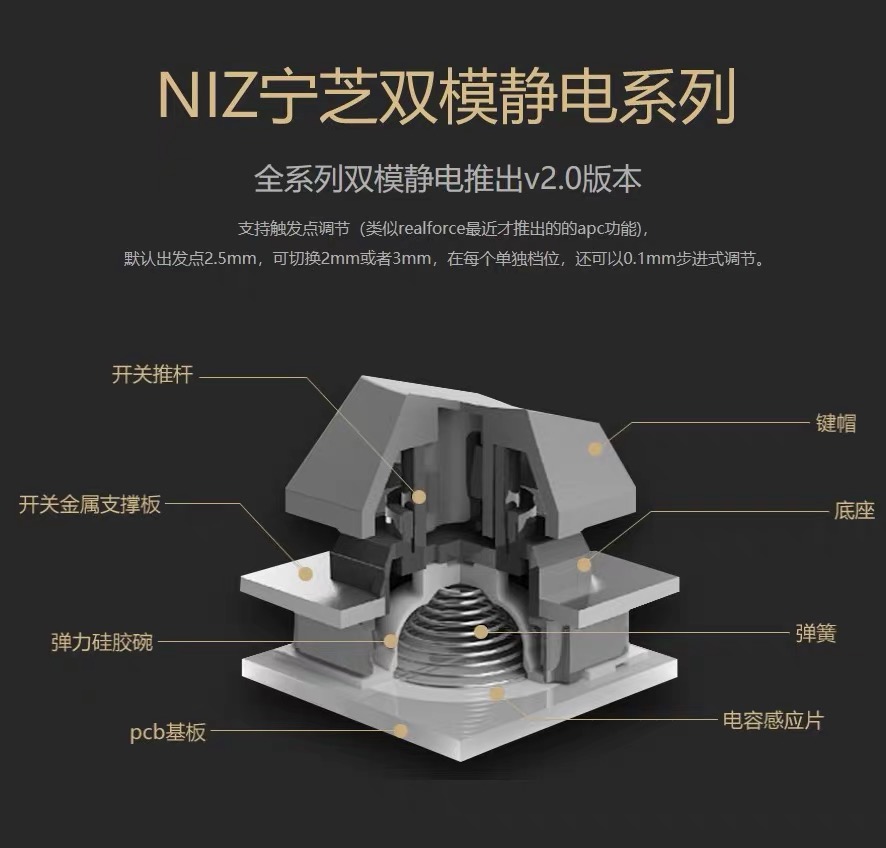 NIZ宁芝双模静电系列
全系列双模静电推出v2.0版本
支持触发点调节（类似realforce最近才推出的的apc功能)，
默认出发点2.5mm，可切换2mm或者3mm，在每个单独档位，还可以0.1mm步进式调节。
开关推杆
键帽
开关金属支撑板
底座
弹力硅胶碗
弹簧
电容感应片
pcb基板